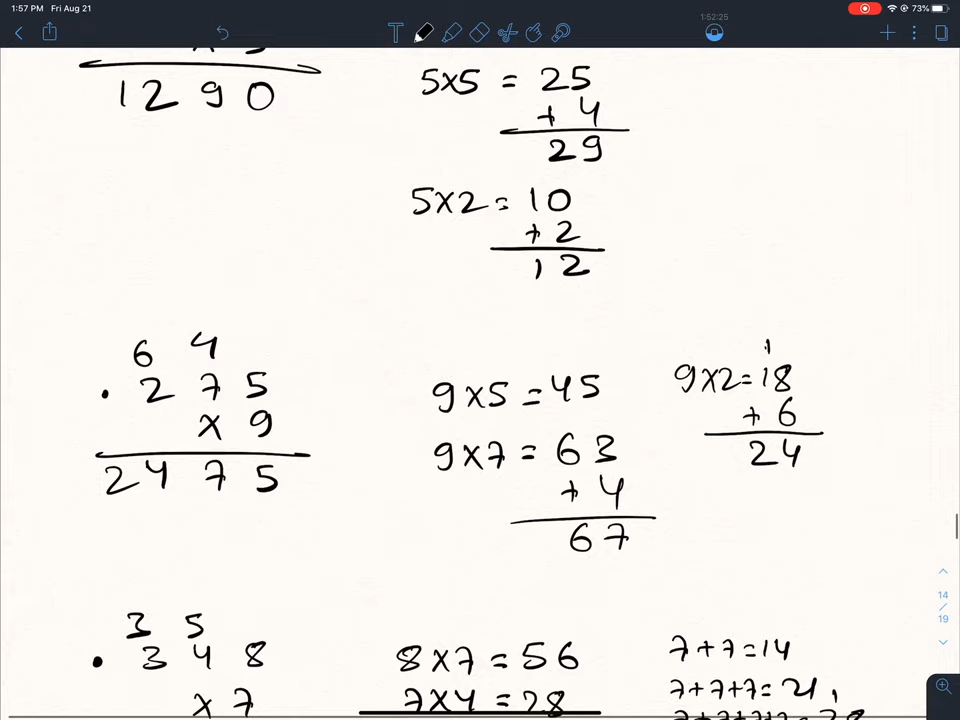 1:57 PM Fri Aug 21
1:52:25
73%
T
1290
5x5 = 25
+ 4
29
5x2 = 10
+ 2
12
6 4
. 2 7 5
x 9
2 4 7 5
9x5 = 45
9x7 = 63
+ 4
67
1
9x2 = 18
+ 6
24
3 5
. 3 4 8
x 7
8x7 = 56
7x4 = 28
7+7=14
7+7+7=21
14
/
19